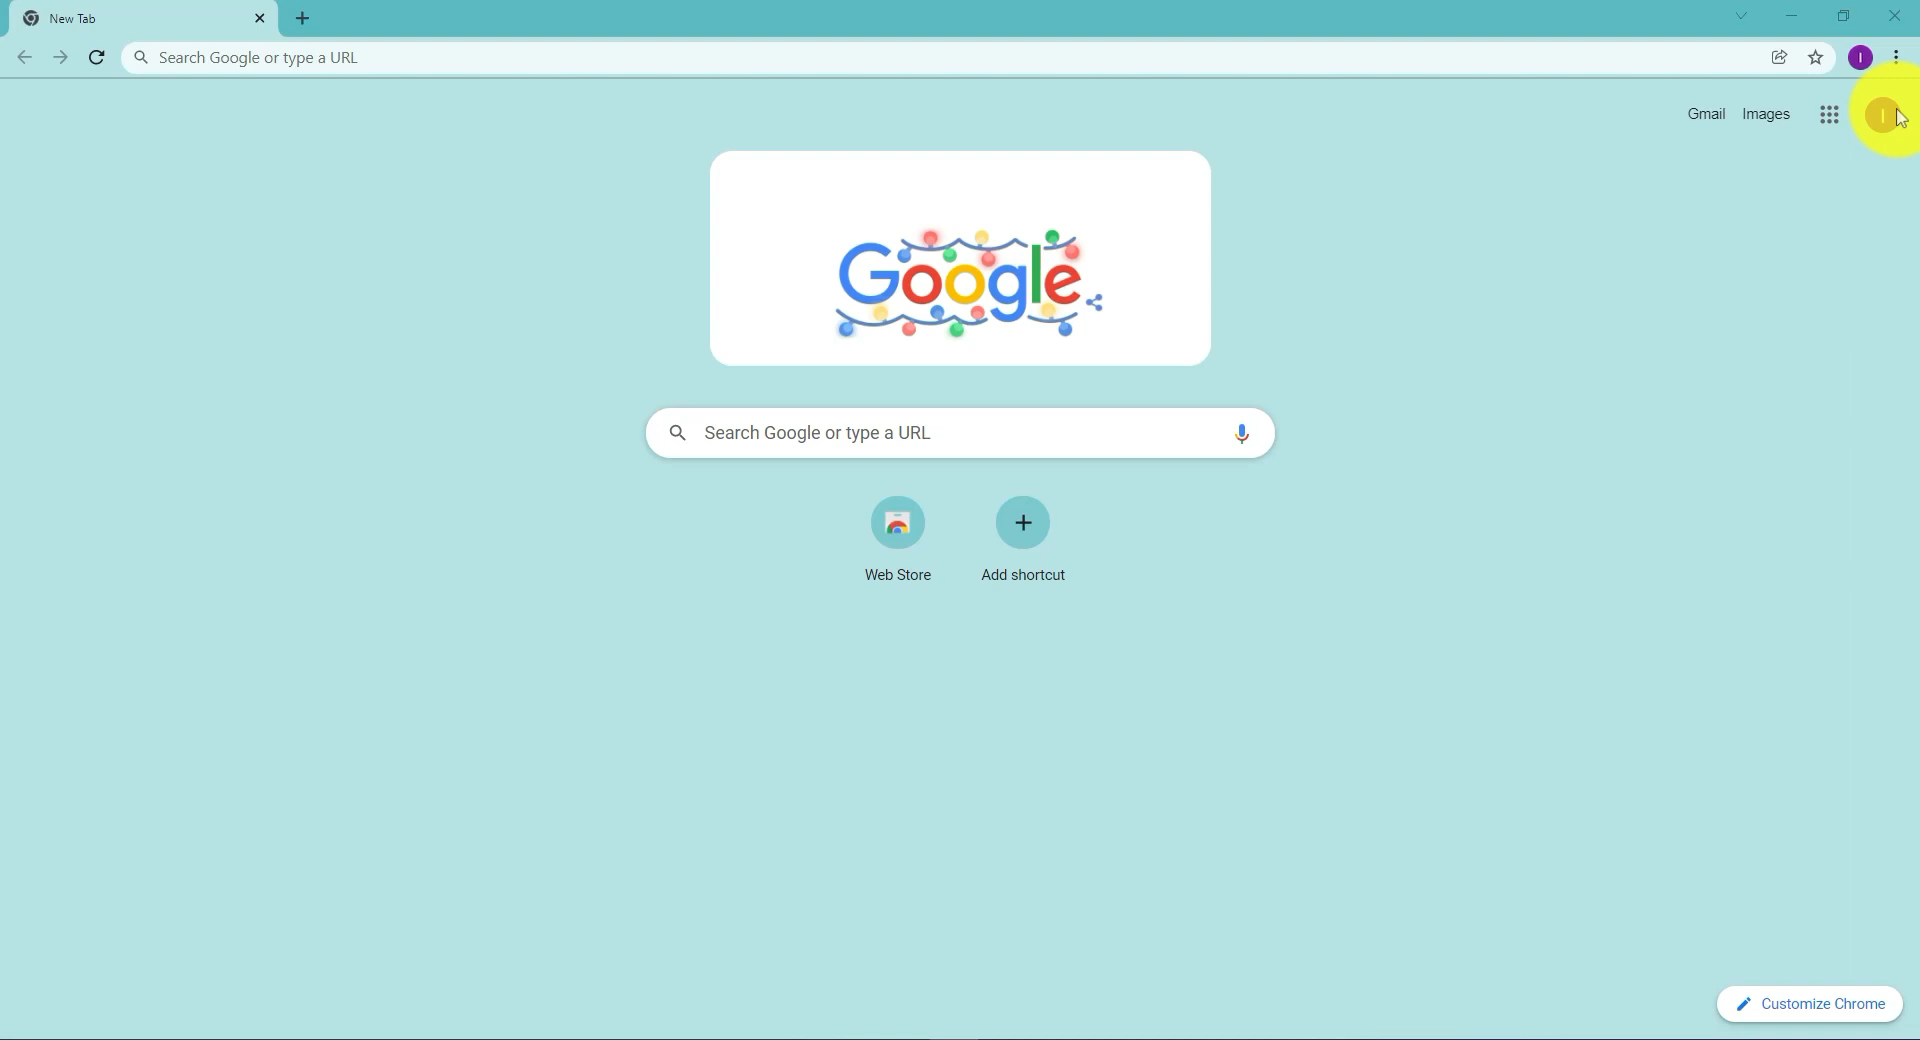 New Tab
Search Google or type a URL
I
Gmail Images
I
Google
Search Google or type a URL
Web Store
Add shortcut
Customize Chrome